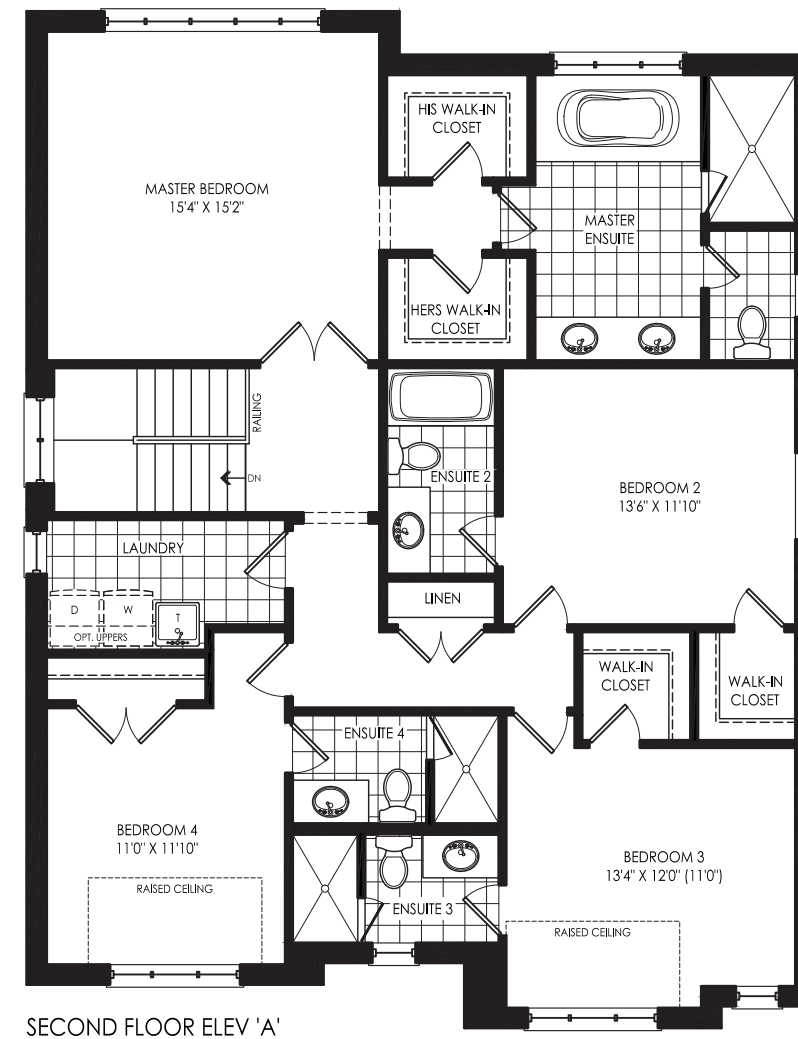 HIS WALK-IN
CLOSET
MASTER BEDROOM
15'4" X 15'2"
MASTER
ENSUITE
HERS WALK-IN
CLOSET
RAILING
DN
ENSUITE 2
BEDROOM 2
13'6" X 11'10"
LAUNDRY
D
W
T
OPT. UPPERS
LINEN
WALK-IN
CLOSET
WALK-IN
CLOSET
ENSUITE 4
BEDROOM 4
11'0" X 11'10"
RAISED CEILING
BEDROOM 3
13'4" X 12'0" (11'0")
ENSUITE 3
RAISED CEILING
SECOND FLOOR ELEV 'A'